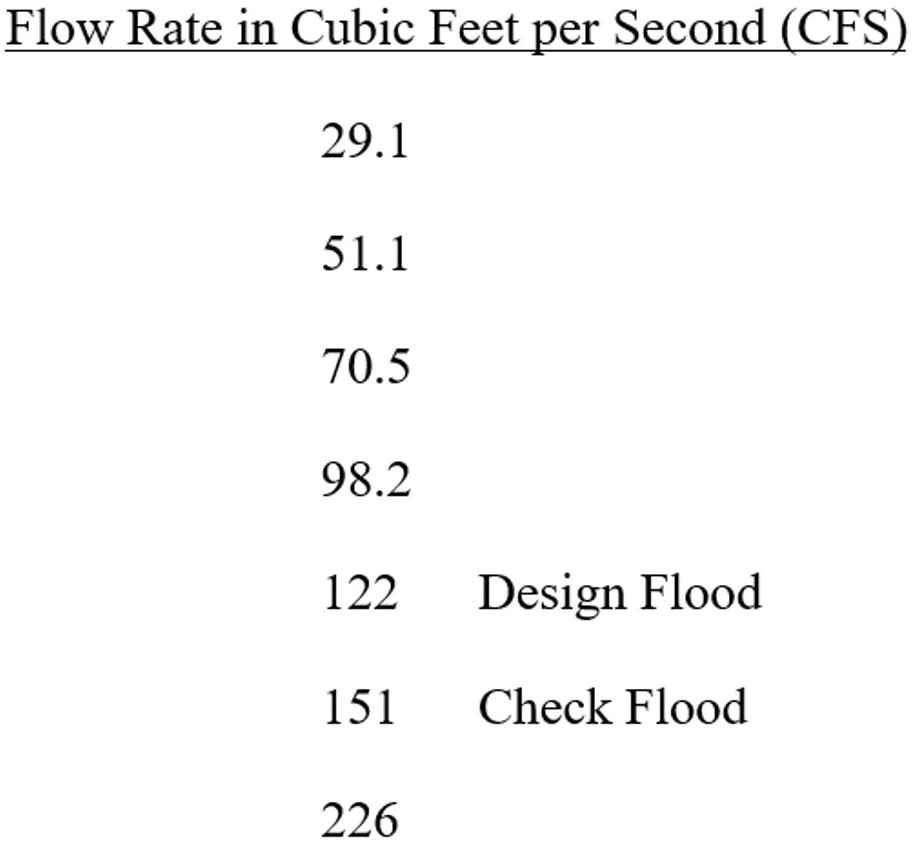 Flow Rate in Cubic Feet per Second (CFS)
29.1
51.1
70.5
98.2
122 Design Flood
151 Check Flood
226